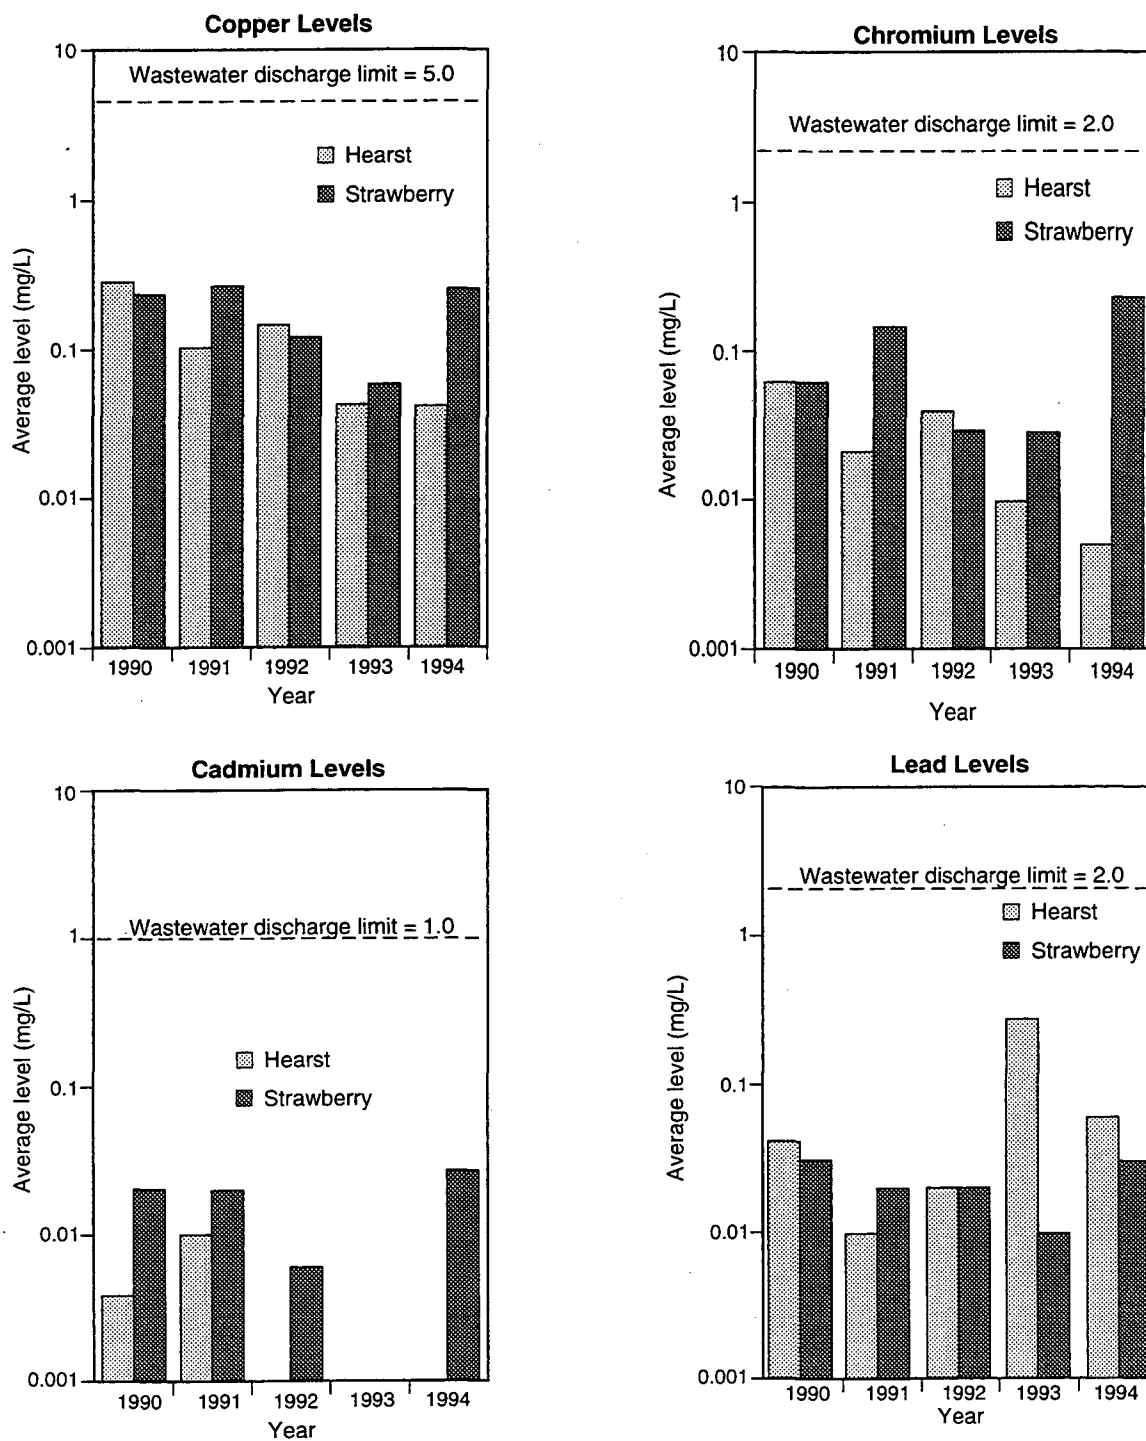 Copper Levels
10
Wastewater discharge limit = 5.0
Hearst
Strawberry
1
0.1
0.01
0.001
Average level (mg/L)
1990 1991 1992 1993 1994
Year
Chromium Levels
10
Wastewater discharge limit = 2.0
1
Hearst
Strawberry
0.1
0.01
0.001
Average level (mg/L)
1990 1991 1992 1993 1994
Year
Cadmium Levels
10
Wastewater discharge limit = 1.0
1
Hearst
Strawberry
0.1
0.01
0.001
Average level (mg/L)
1990 1991 1992 1993 1994
Year
Lead Levels
10
Wastewater discharge limit = 2.0
Hearst
1
Strawberry
0.1
0.01
0.001
Average level (mg/L)
1990 1991 1992 1993 1994
Year